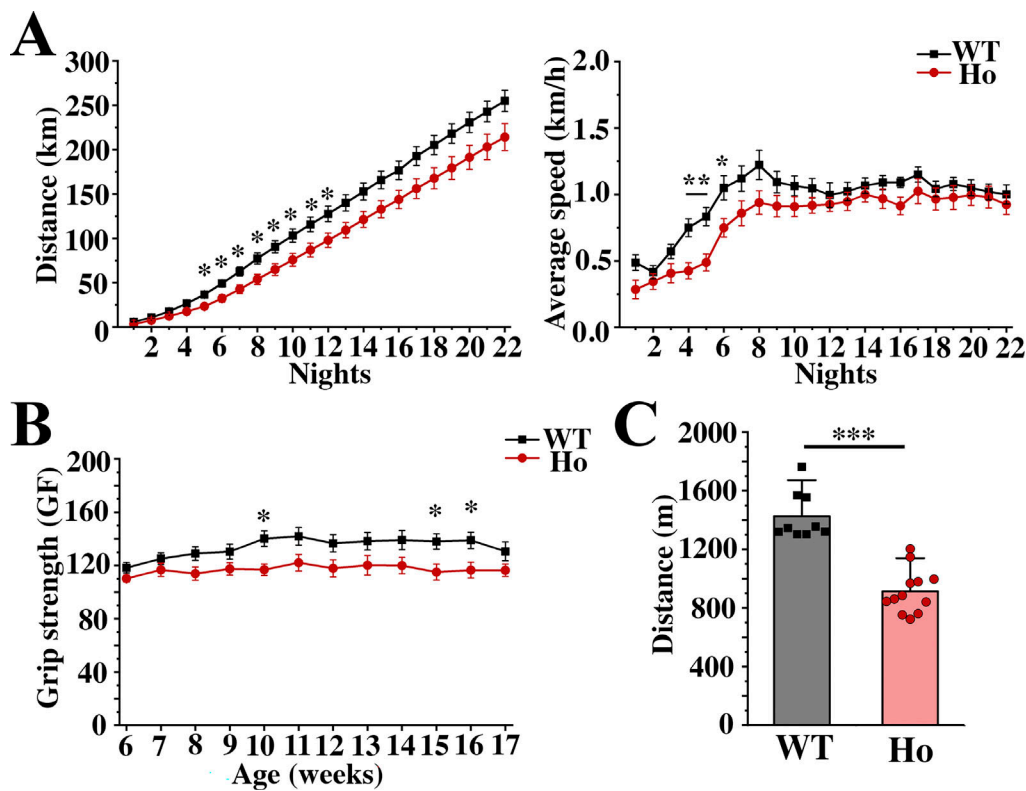 A
Distance (km)
300
250
200
150
100
50
0
* * * * * * * *
2 4 6 8 10 12 14 16 18 20 22
Nights
WT
Ho
Average speed (km/h)
2.0
1.5
1.0
0.5
0.0
** *
2 4 6 8 10 12 14 16 18 20 22
Nights
B
WT
Ho
Grip strength (GF)
200
160
120
80
40
0
* * *
6 7 8 9 10 11 12 13 14 15 16 17
Age (weeks)
C
Distance (m)
2000
1600
1200
800
400
0
***
WT Ho